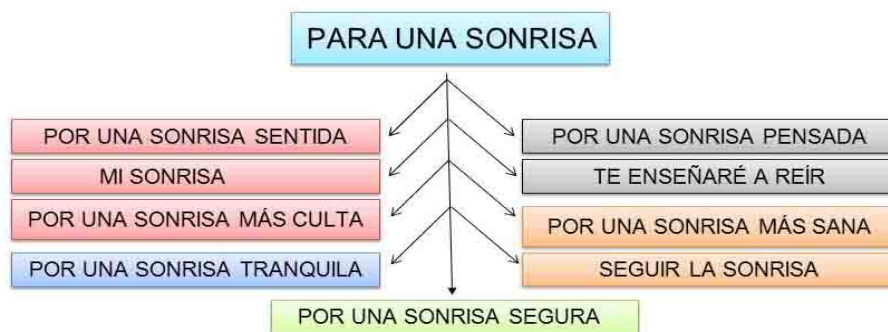 PARA UNA SONRISA
POR UNA SONRISA SENTIDA
MI SONRISA
POR UNA SONRISA MÁS CULTA
POR UNA SONRISA TRANQUILA
POR UNA SONRISA PENSADA
TE ENSEÑARÉ A REÍR
POR UNA SONRISA MÁS SANA
SEGUIR LA SONRISA
POR UNA SONRISA SEGURA